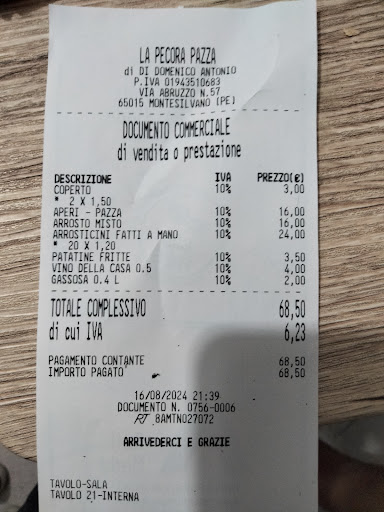 LA PECORA PAZZA
di DI DOMENICO ANTONIO
P.IVA 01943510683
VIA ABRUZZO N.57
65015 MONTESILVANO (PE)
DOCUMENTO COMMERCIALE
di vendita o prestazione
DESCRIZIONE IVA PREZZO(€)
COPERTO 10% 3,00
* 2 X 1,50
APERI - PAZZA 10% 16,00
ARROSTO MISTO 10% 16,00
ARROSTICINI FATTI A MANO 10% 24,00
* 20 X 1,20
PATATINE FRITTE 10% 3,50
VINO DELLA CASA 0.5 10% 4,00
GASSOSA 0.4 L 10% 2,00
TOTALE COMPLESSIVO 68,50
di cui IVA 6,23
PAGAMENTO CONTANTE 68,50
IMPORTO PAGATO 68,50
16/08/2024 21:39
DOCUMENTO N. 0756-0006
RT 8AMTN027072
ARRIVEDERCI E GRAZIE
TAVOLO-SALA
TAVOLO 21-INTERNA